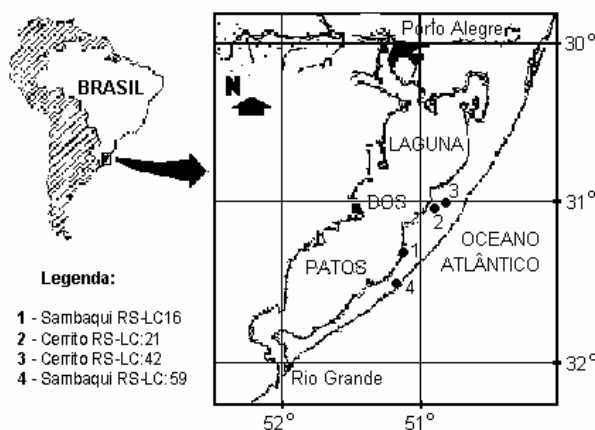 BRASIL
Legenda:
1 - Sambaqui RS-LC16
2 - Cerrito RS-LC:21
3 - Cerrito RS-LC:42
4 - Sambaqui RS-LC:59
Porto Alegre
30°
N
LAGUNA
3
DOS
2
31°
1
OCEANO
ATLÂNTICO
PATOS
4
32°
Rio Grande
52°
51°